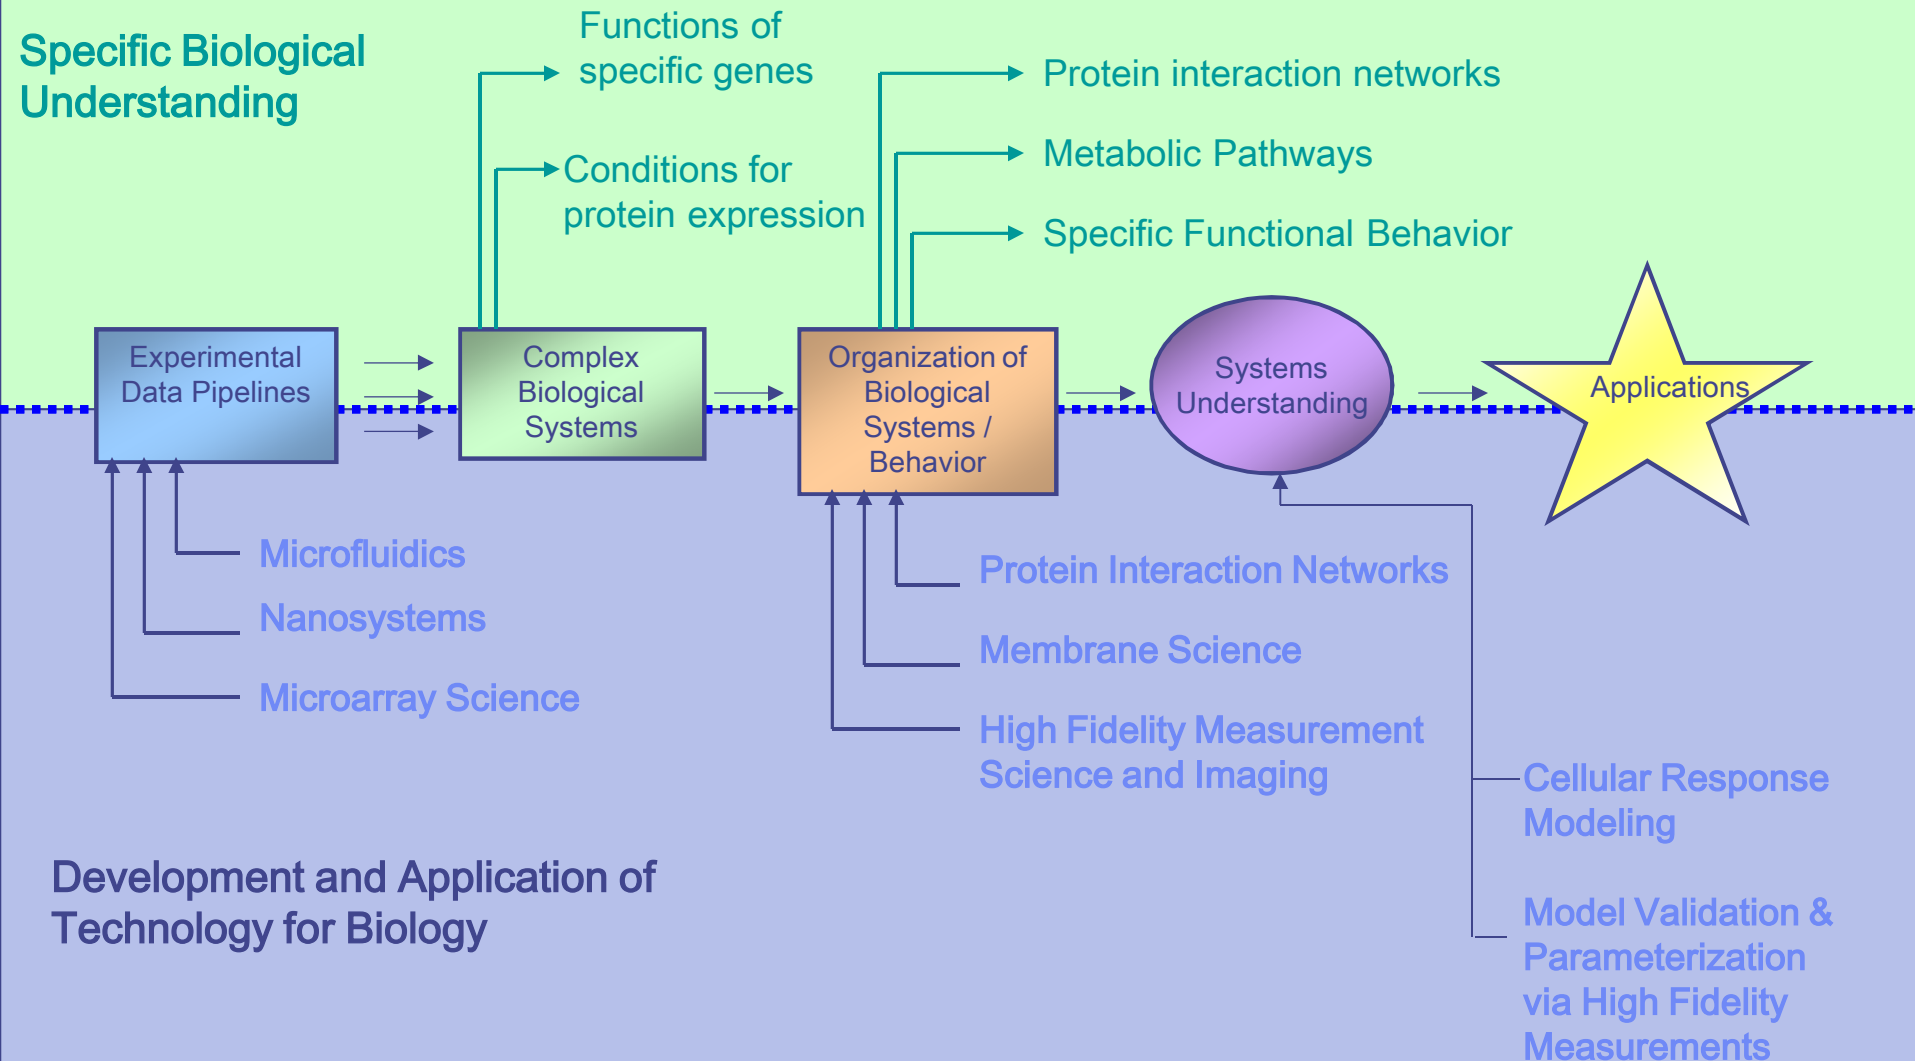 Specific Biological
Understanding
Functions of
specific genes
Conditions for
protein expression
Protein interaction networks
Metabolic Pathways
Specific Functional Behavior
Experimental
Data Pipelines
Complex
Biological
Systems
Organization of
Biological
Systems /
Behavior
Systems
Understanding
Applications
Microfluidics
Nanosystems
Microarray Science
Protein Interaction Networks
Membrane Science
High Fidelity Measurement
Science and Imaging
Cellular Response
Modeling
Model Validation &
Parameterization
via High Fidelity
Measurements
Development and Application of
Technology for Biology